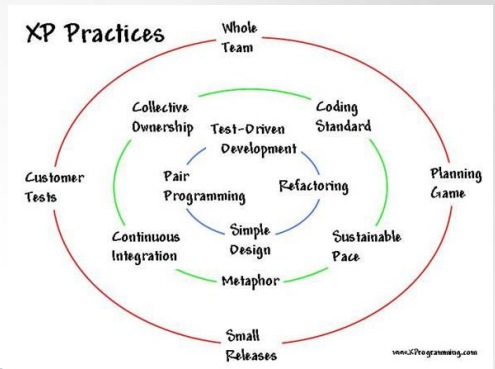 XP Practices
Whole
Team
Collective
Ownership
Coding
Standard
Test-Driven
Development
Customer
Tests
Pair
Programming
Refactoring
Planning
Game
Continuous
Integration
Simple
Design
Sustainable
Pace
Metaphor
Small
Releases
www.XProgramming.com